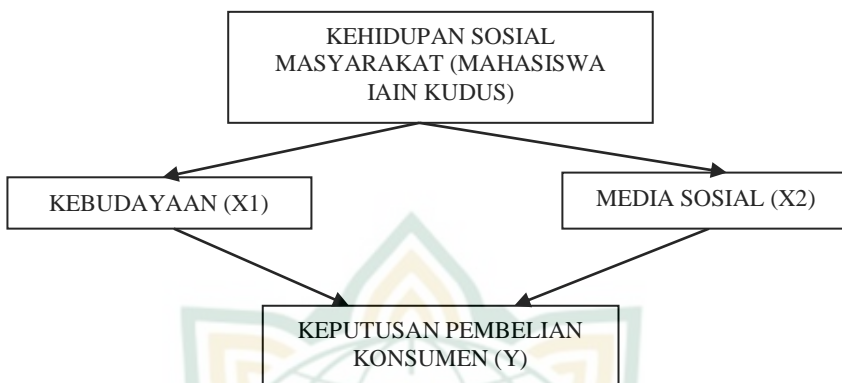 KEHIDUPAN SOSIAL
MASYARAKAT (MAHASISWA
IAIN KUDUS)
KEBUDAYAAN (X1)
MEDIA SOSIAL (X2)
KEPUTUSAN PEMBELIAN
KONSUMEN (Y)